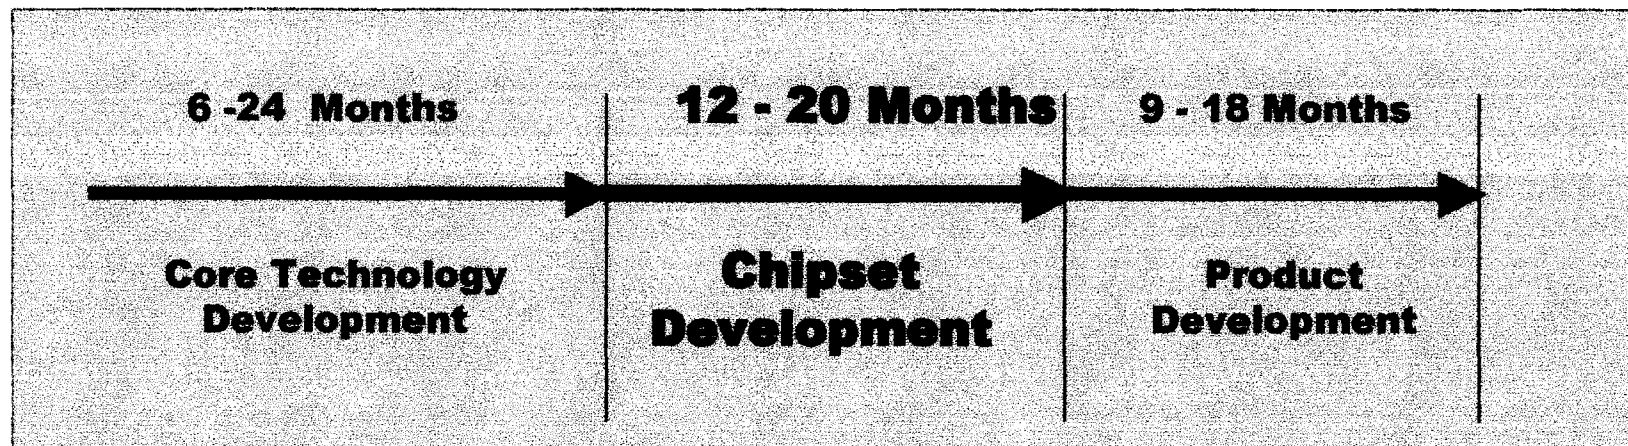 6 -24 Months
12 - 20 Months
9 - 18 Months
Core Technology
Development
Chipset
Development
Product
Development